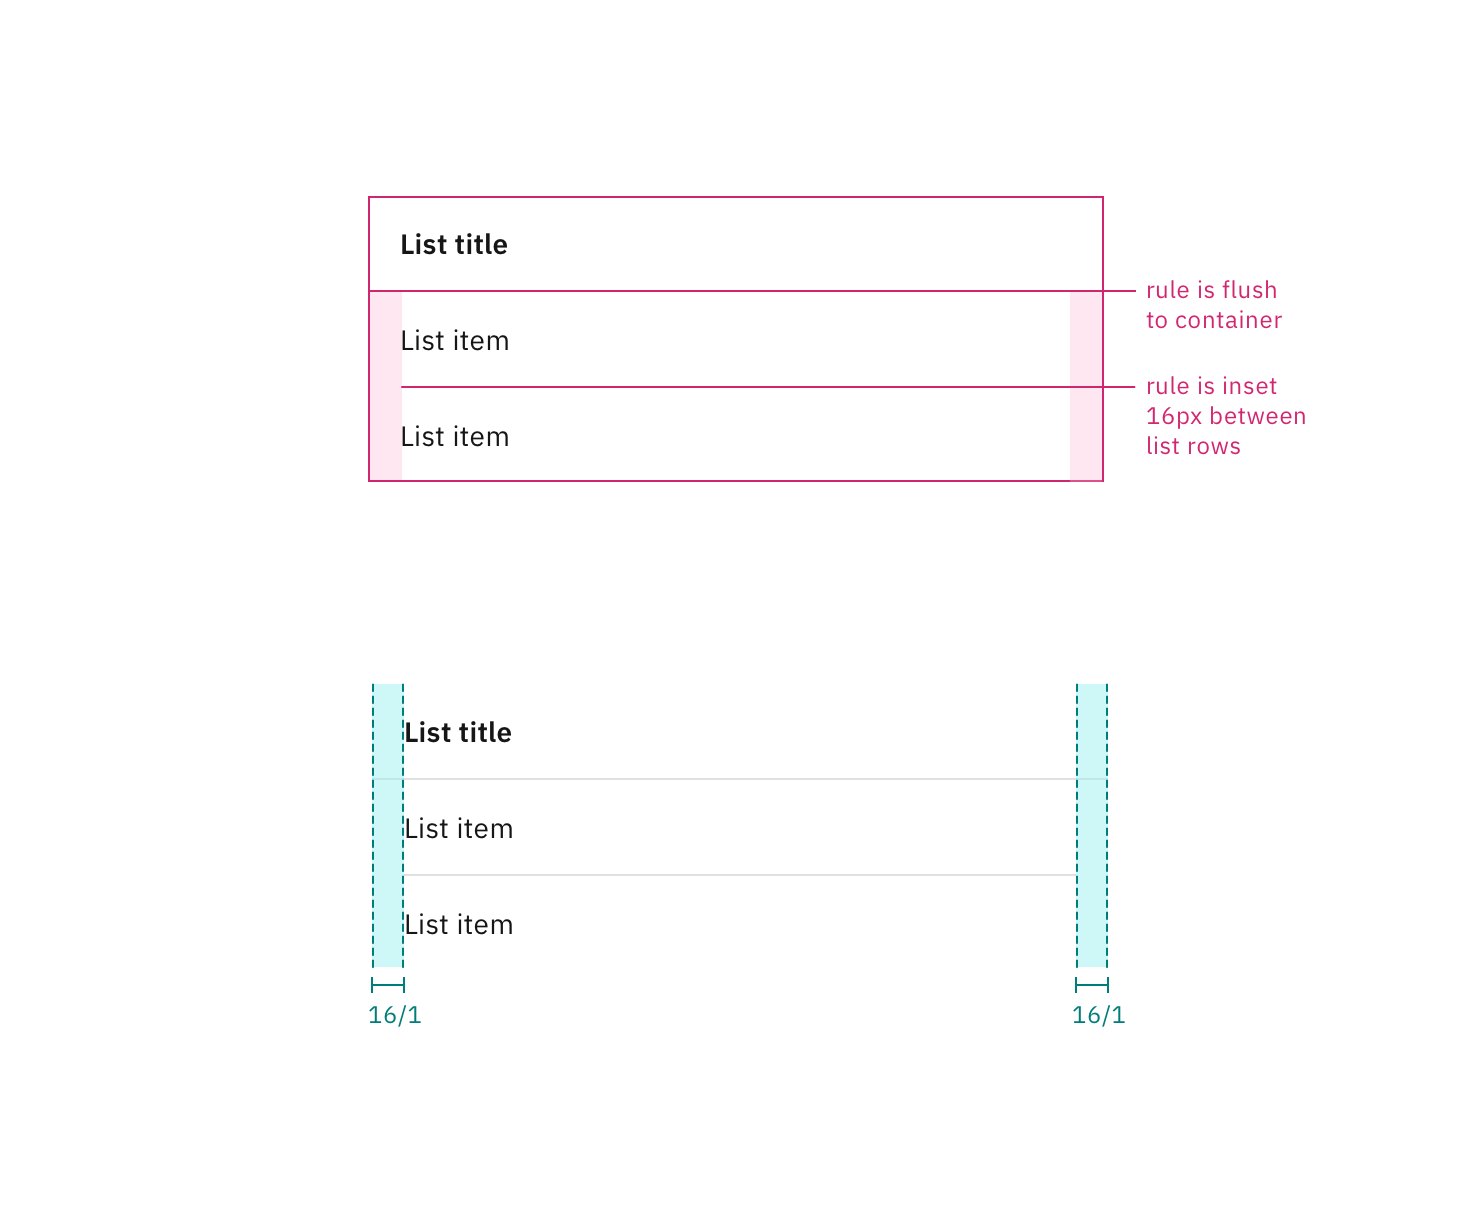 List title
List item
List item
rule is flush
to container
rule is inset
16px between
list rows
List title
List item
List item
16/1
16/1